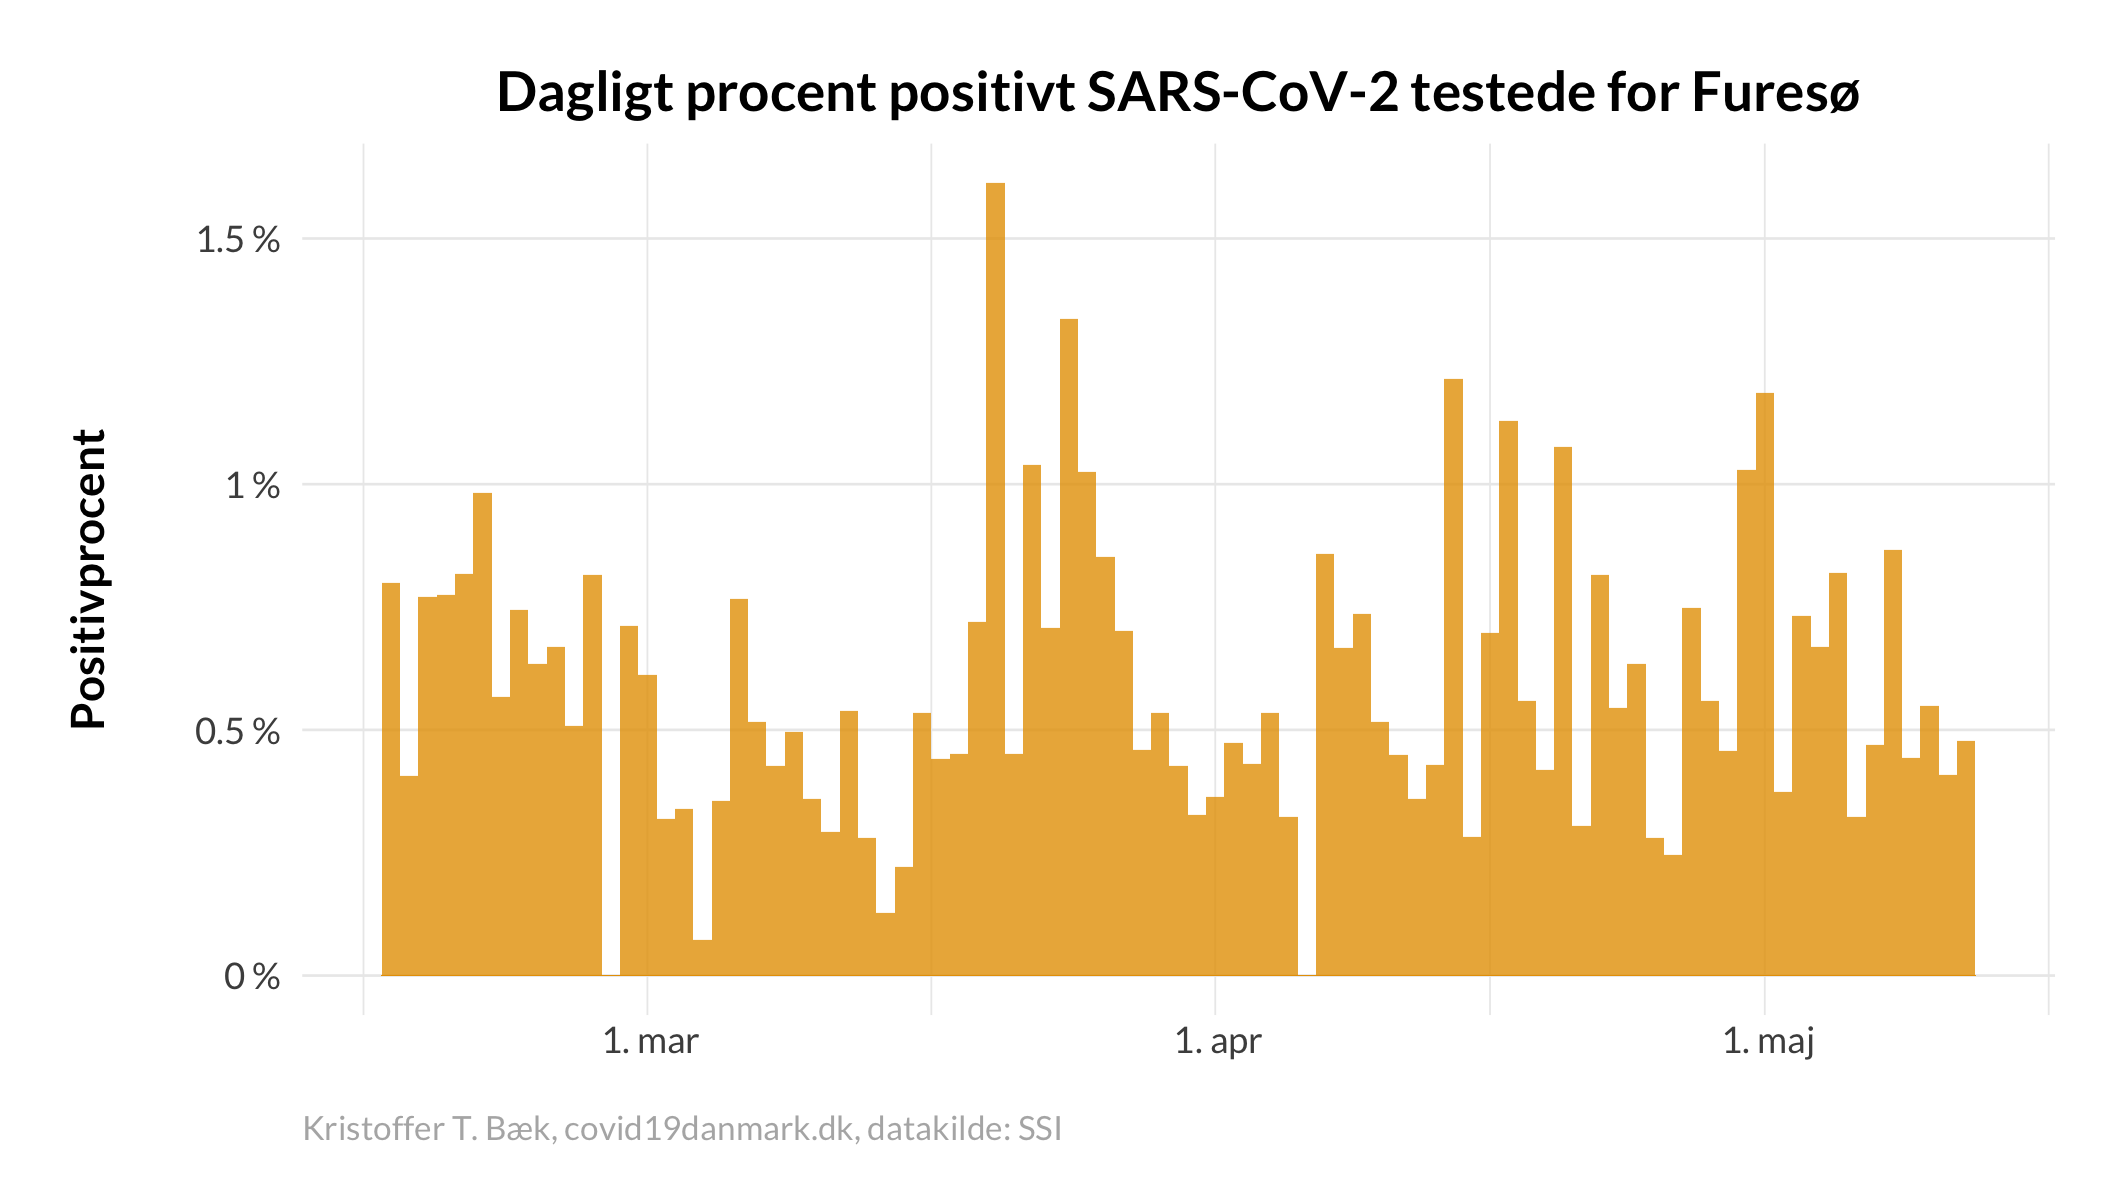 Dagligt procent positivt SARS-CoV-2 testede for Furesø
Positivprocent
1.5 %
1 %
0.5 %
0 %
1. mar
1. apr
1. maj
Kristoffer T. Bæk, covid19danmark.dk, datakilde: SSI